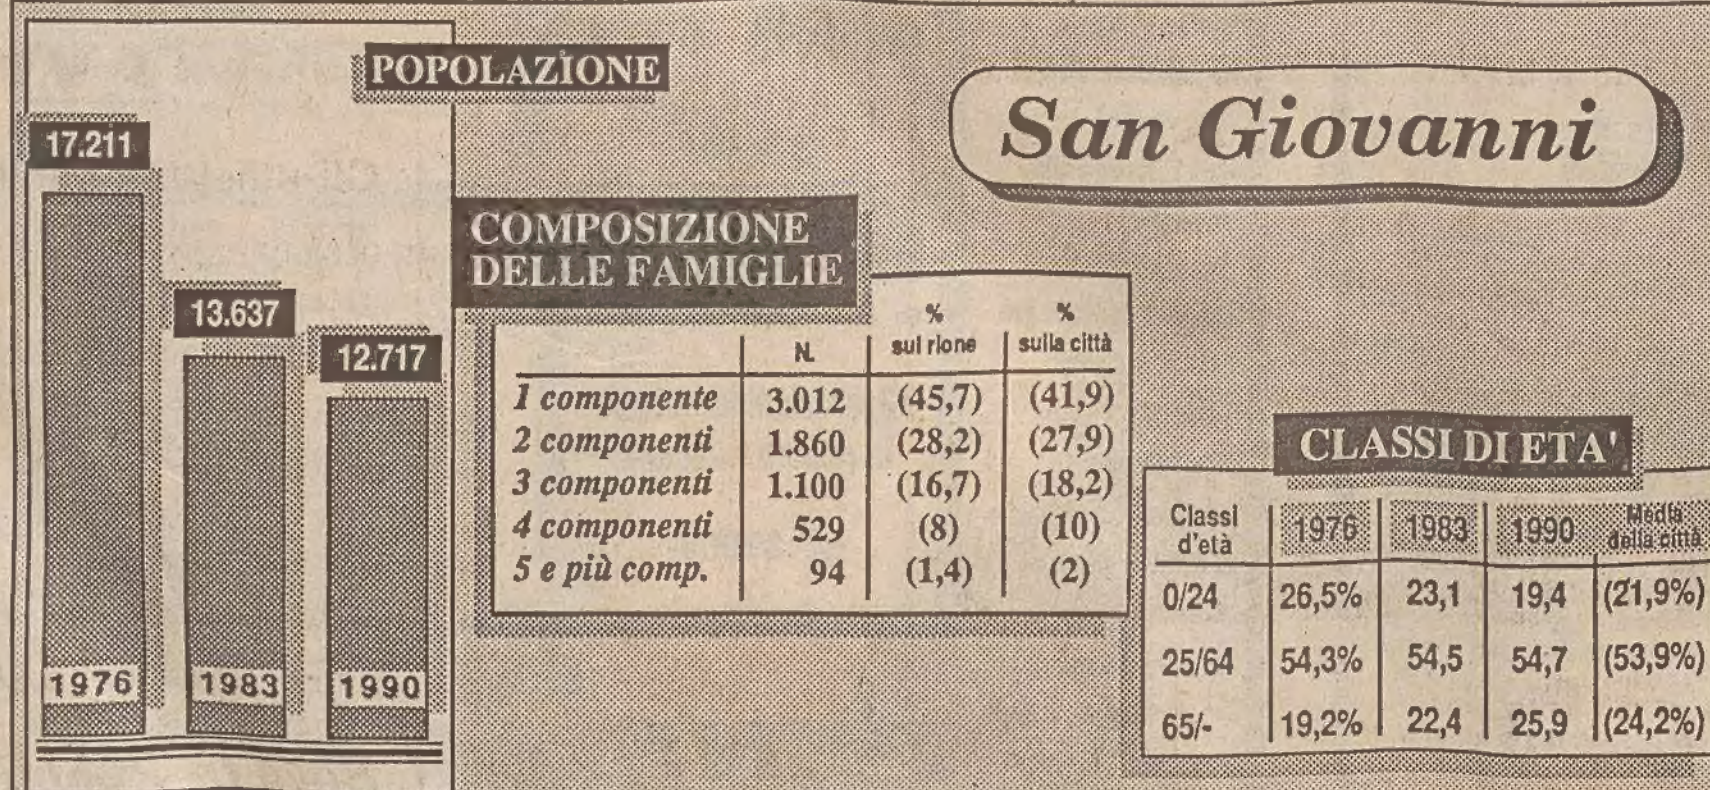 POPOLAZIONE
San Giovanni
17.211
13.637
12.717
1976
1983
1990
COMPOSIZIONE
DELLE FAMIGLIE
N. % sul rione % sulla città
1 componente 3.012 (45,7) (41,9)
2 componenti 1.860 (28,2) (27,9)
3 componenti 1.100 (16,7) (18,2)
4 componenti 529 (8) (10)
5 e più comp. 94 (1,4) (2)
CLASSI DI ETA'
Classi d'età 1976 1983 1990 Media della città
0/24 26,5% 23,1 19,4 (21,9%)
25/64 54,3% 54,5 54,7 (53,9%)
65/- 19,2% 22,4 25,9 (24,2%)